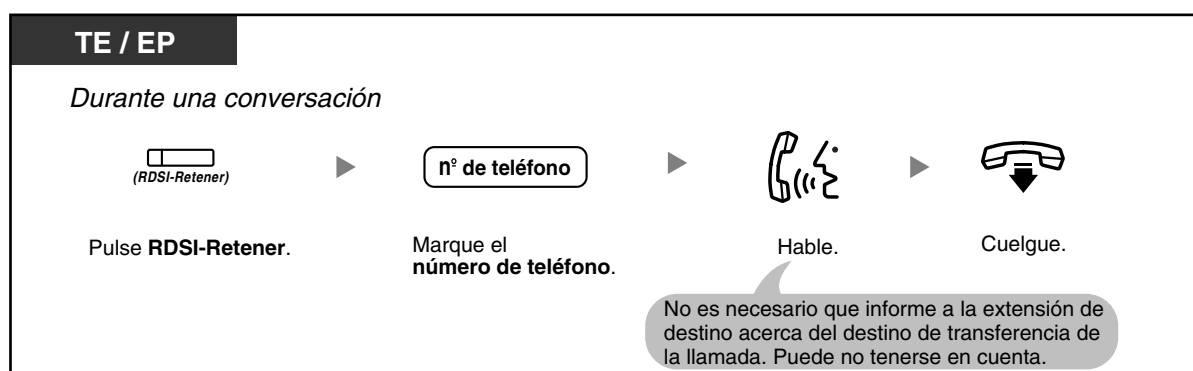 TE / EP
Durante una conversación
(RDSI-Retener)
nº de teléfono
Pulse RDSI-Retener.
Marque el
número de teléfono.
Hable.
Cuelgue.
No es necesario que informe a la extensión de
destino acerca del destino de transferencia de
la llamada. Puede no tenerse en cuenta.